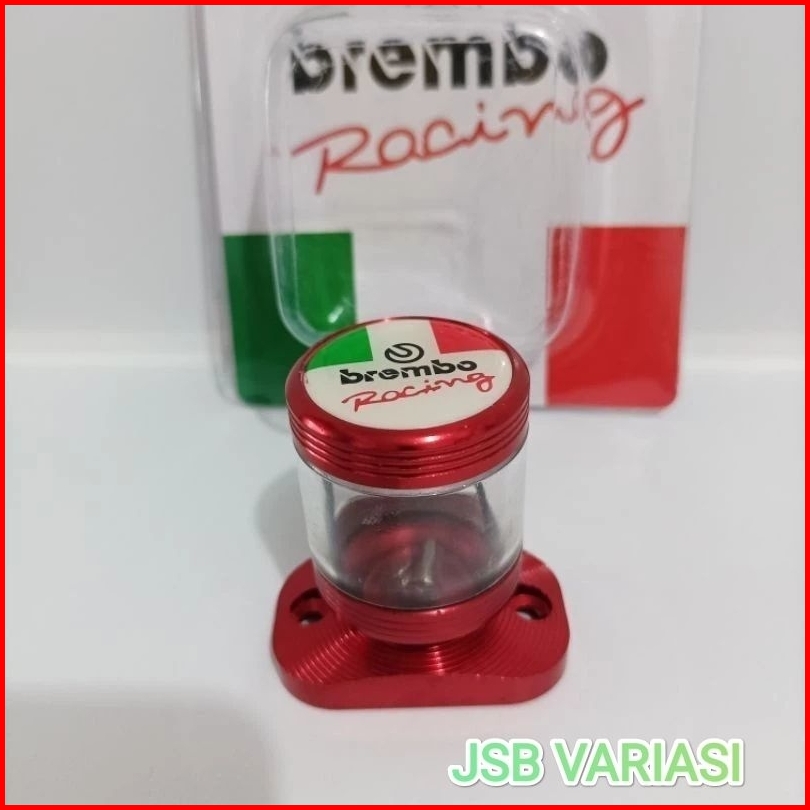 brembo
Racing
brembo
Racing
JSB VARIASI